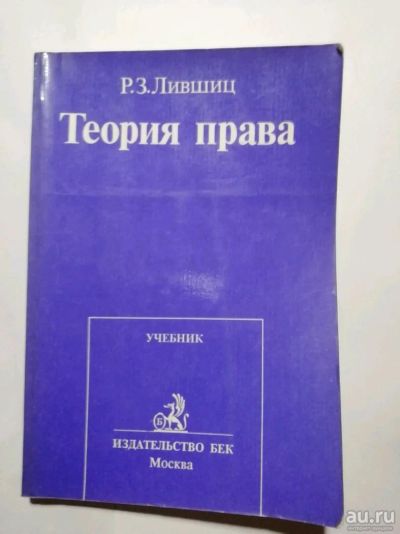 Р.З.Лившиц
Теория права
УЧЕБНИК
Б
ИЗДАТЕЛЬСТВО БЕК
Москва
au.ru